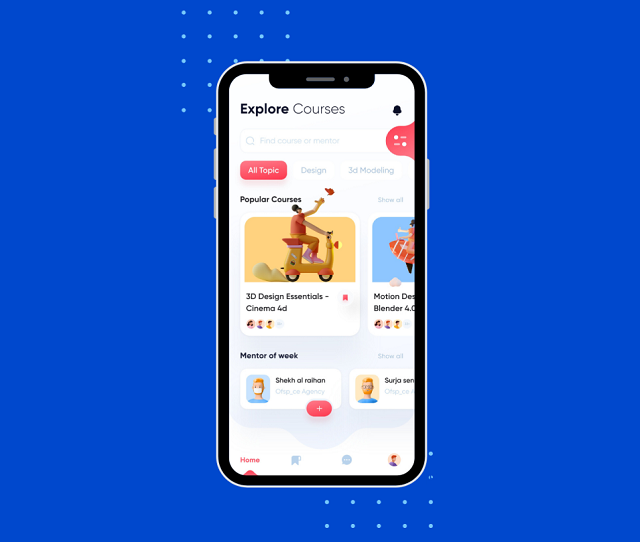 Explore Courses
Find course or mentor
All Topic
Design
3d Modeling
Popular Courses
Show all
3D Design Essentials -
Cinema 4d
Motion Des
Blender 4.0
Mentor of week
Show all
Shekh al raihan
Agency
Surja sen
Home